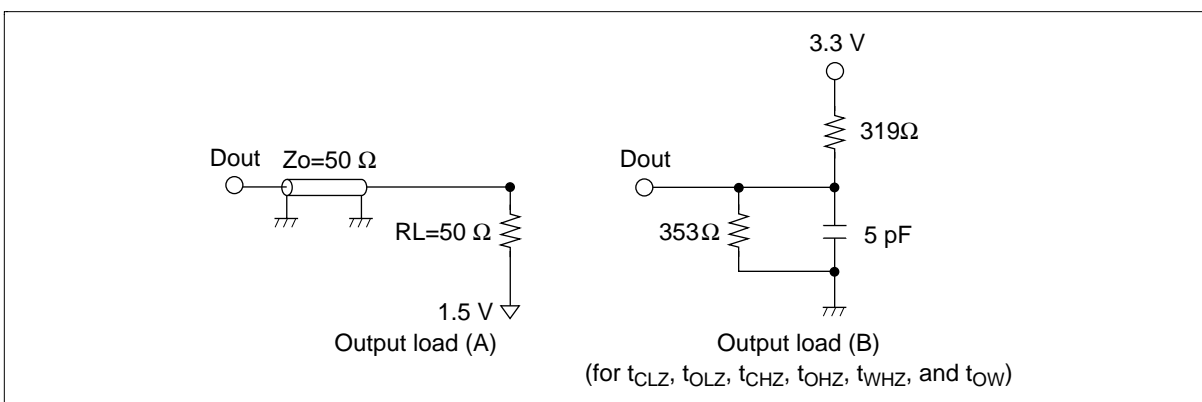 Dout
Zo=50 Ω
RL=50 Ω
1.5 V
Output load (A)
3.3 V
319Ω
Dout
353Ω
5 pF
Output load (B)
(for tCLZ, tOLZ, tCHZ, tOHZ, tWHZ, and tOW)